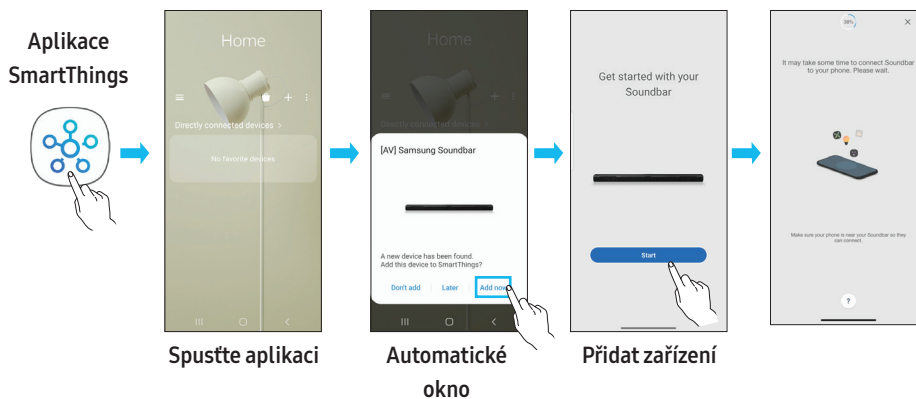 Aplikace
SmartThings
Home
Directly connected devices >
No favorite devices
Spusťte aplikaci
Home
Directly connected devices >
[AV] Samsung Soundbar
A new device has been found.
Add this device to SmartThings?
Don't add
Later
Add now
Automatické
okno
Get started with your
Soundbar
Start
Přidat zařízení
38%
It may take some time to connect Soundbar
to your phone. Please wait.
Make sure your phone is near your Soundbar so they
can connect.
?